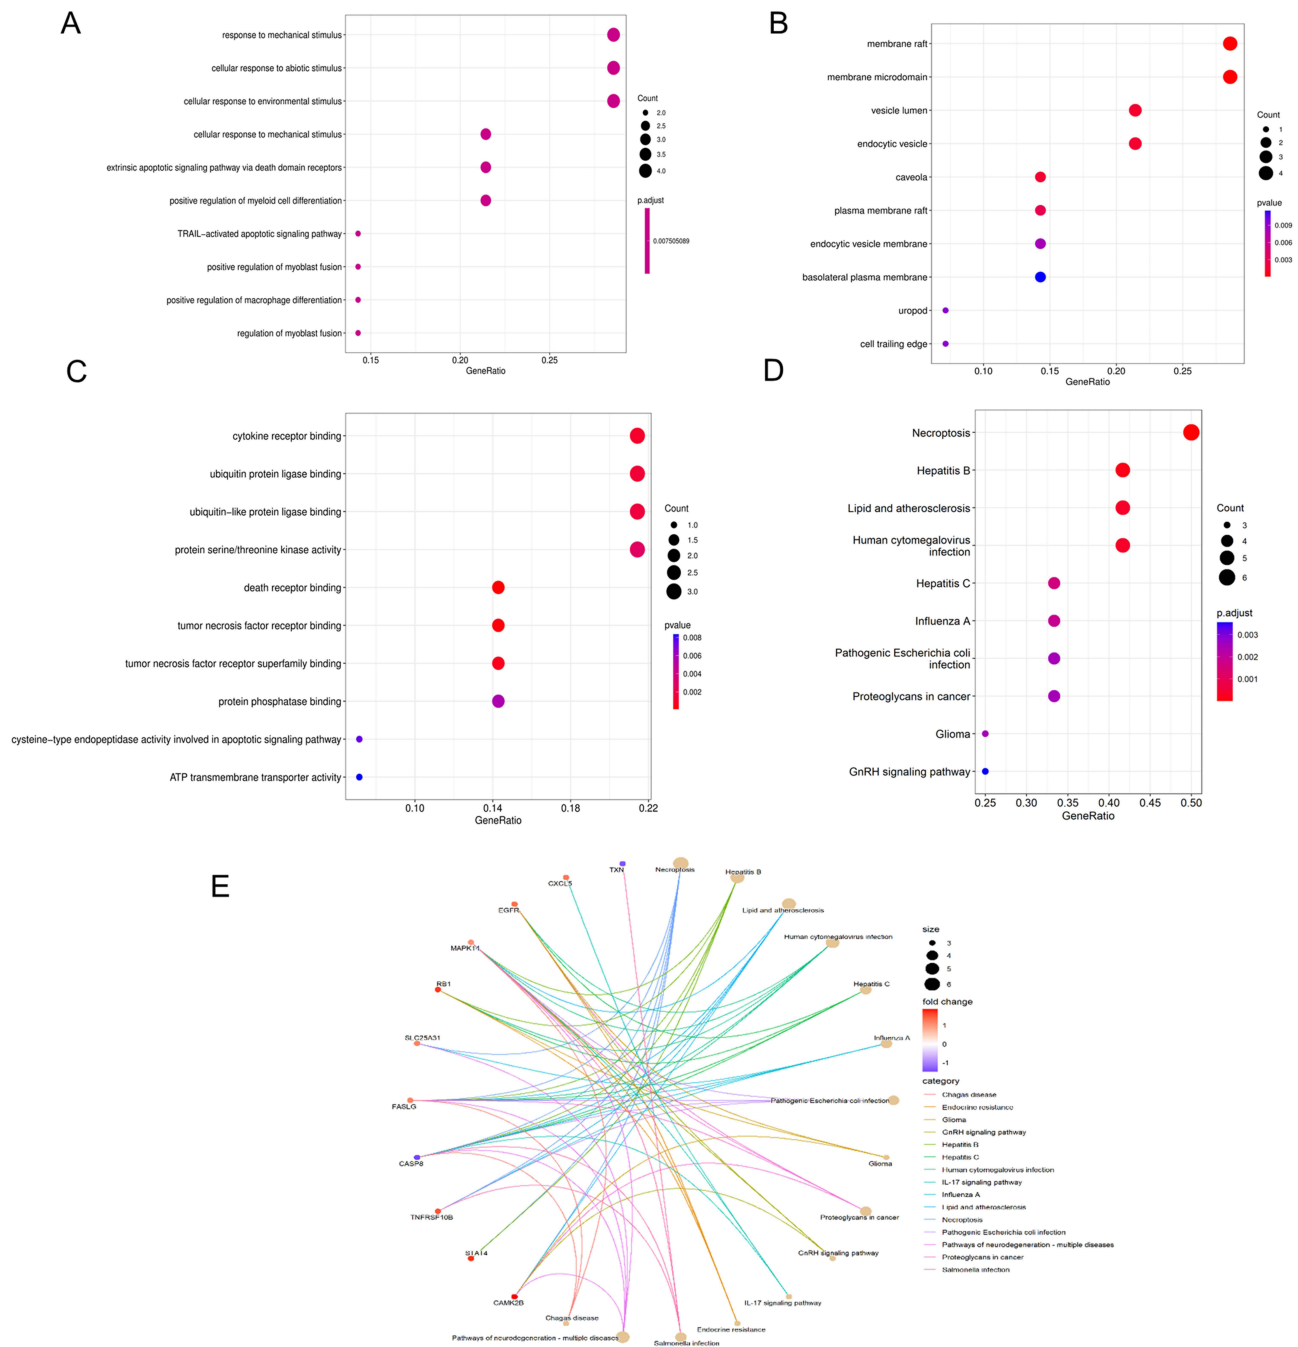 A
response to mechanical stimulus
cellular response to abiotic stimulus
cellular response to environmental stimulus
cellular response to mechanical stimulus
extrinsic apoptotic signaling pathway via death domain receptors
positive regulation of myeloid cell differentiation
TRAIL−activated apoptotic signaling pathway
positive regulation of myoblast fusion
positive regulation of macrophage differentiation
regulation of myoblast fusion
0.15 0.20 0.25
GeneRatio
Count
2.0
2.5
3.0
3.5
4.0
p.adjust
0.007505089
B
membrane raft
membrane microdomain
vesicle lumen
endocytic vesicle
caveola
plasma membrane raft
endocytic vesicle membrane
basolateral plasma membrane
uropod
cell trailing edge
0.10 0.15 0.20 0.25
GeneRatio
Count
1
2
3
4
pvalue
0.009
0.006
0.003
C
cytokine receptor binding
ubiquitin protein ligase binding
ubiquitin−like protein ligase binding
protein serine/threonine kinase activity
death receptor binding
tumor necrosis factor receptor binding
tumor necrosis factor receptor superfamily binding
protein phosphatase binding
cysteine−type endopeptidase activity involved in apoptotic signaling pathway
ATP transmembrane transporter activity
0.10 0.14 0.18 0.22
GeneRatio
Count
1.0
1.5
2.0
2.5
3.0
pvalue
0.008
0.006
0.004
0.002
D
Necroptosis
Hepatitis B
Lipid and atherosclerosis
Human cytomegalovirus
infection
Hepatitis C
Influenza A
Pathogenic Escherichia coli
infection
Proteoglycans in cancer
Glioma
GnRH signaling pathway
0.25 0.30 0.35 0.40 0.45 0.50
GeneRatio
Count
3
4
5
6
p.adjust
0.003
0.002
0.001
E
TXN
CXCL5
EGFR
MAPK11
RB1
SLC25A31
FASLG
CASP8
TNFRSF10B
STAT4
CAMK2B
Necroptosis
Hepatitis B
Lipid and atherosclerosis
Human cytomegalovirus infection
Hepatitis C
Influenza A
Pathogenic Escherichia coli infection
Glioma
Proteoglycans in cancer
GnRH signaling pathway
IL-17 signaling pathway
Endocrine resistance
Salmonella infection
Pathways of neurodegeneration - multiple diseases
Chagas disease
size
3
4
5
6
fold change
1
0
-1
category
Chagas disease
Endocrine resistance
Glioma
GnRH signaling pathway
Hepatitis B
Hepatitis C
Human cytomegalovirus infection
IL-17 signaling pathway
Influenza A
Lipid and atherosclerosis
Necroptosis
Pathogenic Escherichia coli infection
Pathways of neurodegeneration - multiple diseases
Proteoglycans in cancer
Salmonella infection